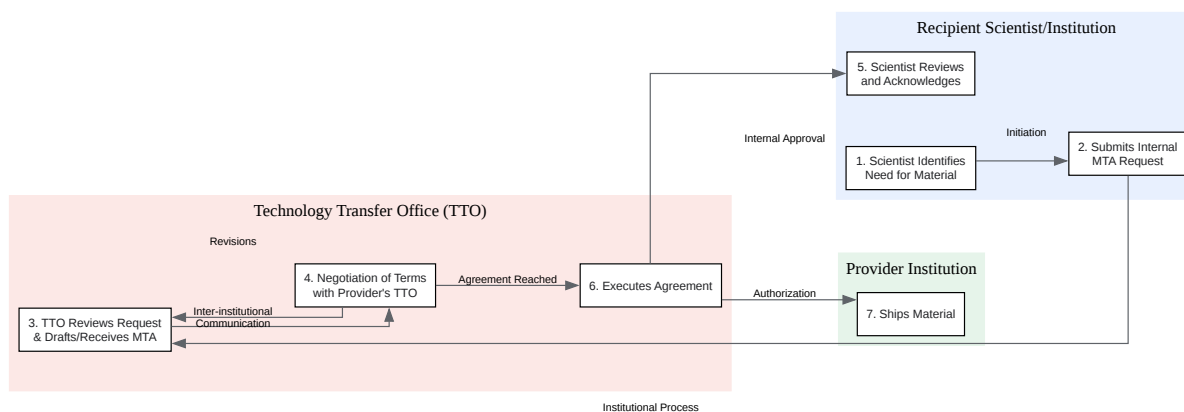 Recipient Scientist/Institution
5. Scientist Reviews
and Acknowledges
Internal Approval
Initiation
1. Scientist Identifies
Need for Material
2. Submits Internal
MTA Request
Technology Transfer Office (TTO)
Revisions
4. Negotiation of Terms
with Provider's TTO
Agreement Reached
6. Executes Agreement
Inter-institutional
Communication
3. TTO Reviews Request
& Drafts/Receives MTA
Provider Institution
Authorization
7. Ships Material
Institutional Process